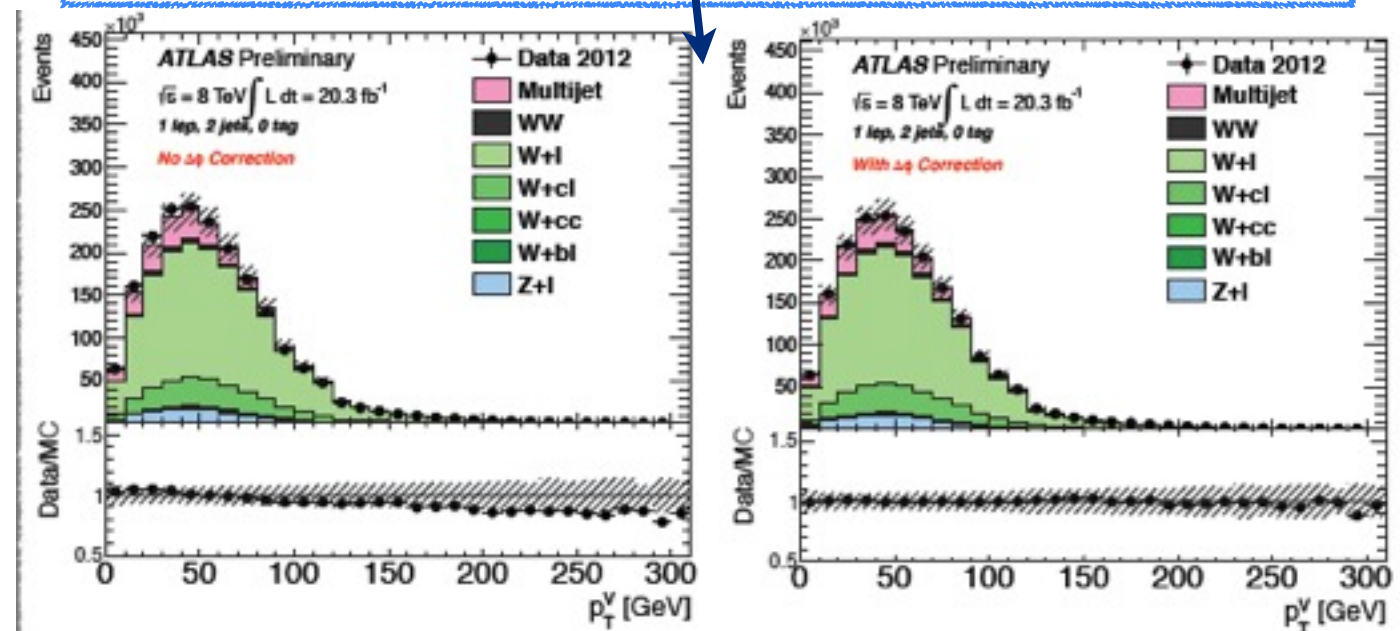 ×10³
Events
450
400
350
300
250
200
150
100
50
ATLAS Preliminary
√s = 8 TeV ∫ L dt = 20.3 fb⁻¹
1 lep, 2 jets, 0 tag
No Δφ Correction
Data 2012
Multijet
WW
W+l
W+cl
W+cc
W+bl
Z+l
Data/MC
1.5
1
0.5
0 50 100 150 200 250 300
p_T^V [GeV]
×10³
Events
450
400
350
300
250
200
150
100
50
ATLAS Preliminary
√s = 8 TeV ∫ L dt = 20.3 fb⁻¹
1 lep, 2 jets, 0 tag
With Δφ Correction
Data 2012
Multijet
WW
W+l
W+cl
W+cc
W+bl
Z+l
Data/MC
1.5
1
0.5
0 50 100 150 200 250 300
p_T^V [GeV]